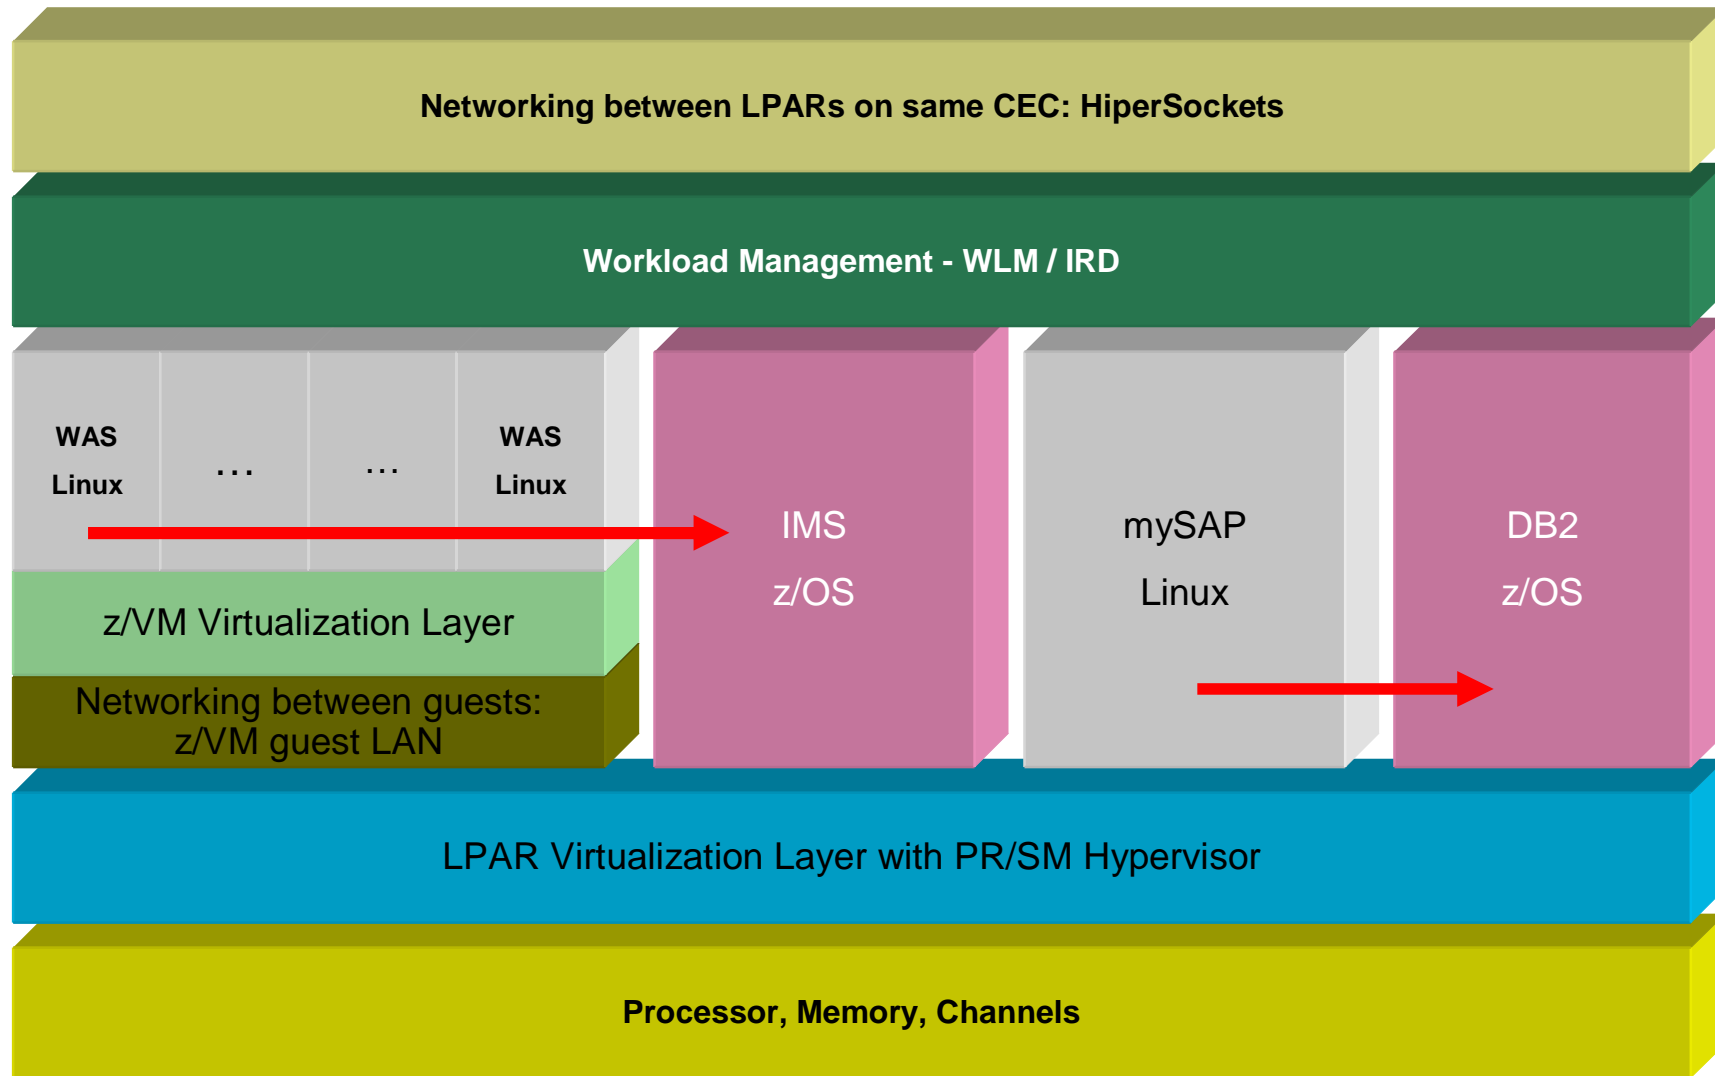 Networking between LPARs on same CEC: HiperSockets
Workload Management - WLM / IRD
WAS
Linux
...
...
WAS
Linux
IMS
z/OS
mySAP
Linux
DB2
z/OS
z/VM Virtualization Layer
Networking between guests:
z/VM guest LAN
LPAR Virtualization Layer with PR/SM Hypervisor
Processor, Memory, Channels